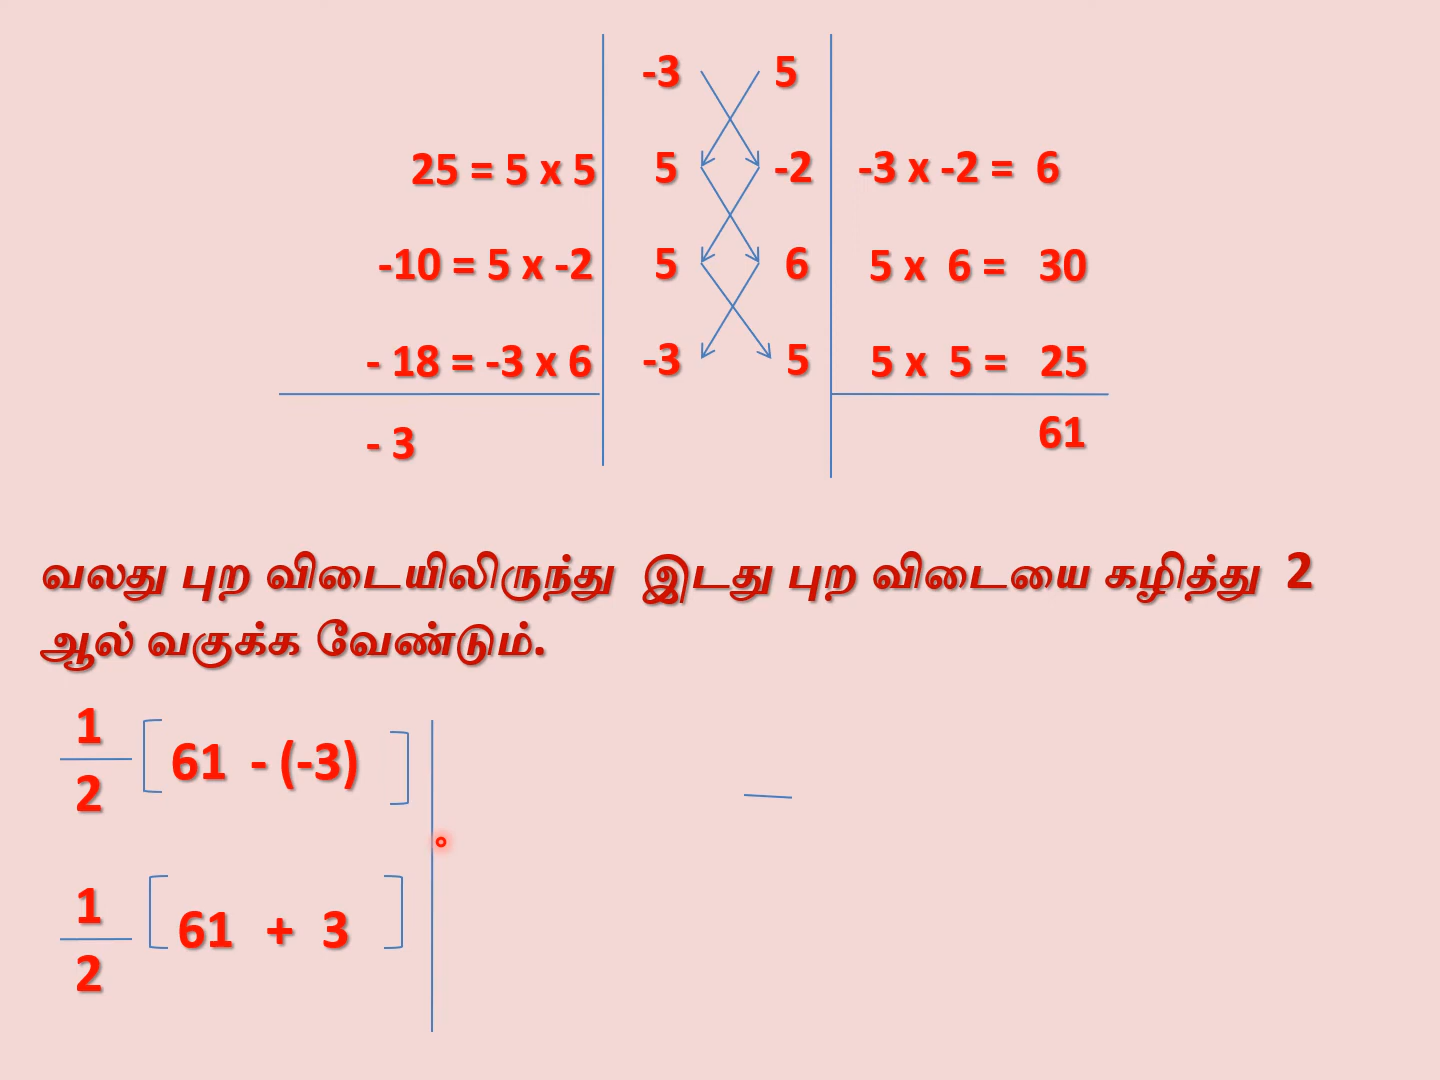 -3 5
25 = 5 x 5 5 -2 -3 x -2 = 6
-10 = 5 x -2 5 6 5 x 6 = 30
- 18 = -3 x 6 -3 5 5 x 5 = 25
- 3 61
வலது புற விடையிலிருந்து இடது புற விடையை கழித்து 2
ஆல் வகுக்க வேண்டும்.
1
2
61 - (-3)
1
2
61 + 3